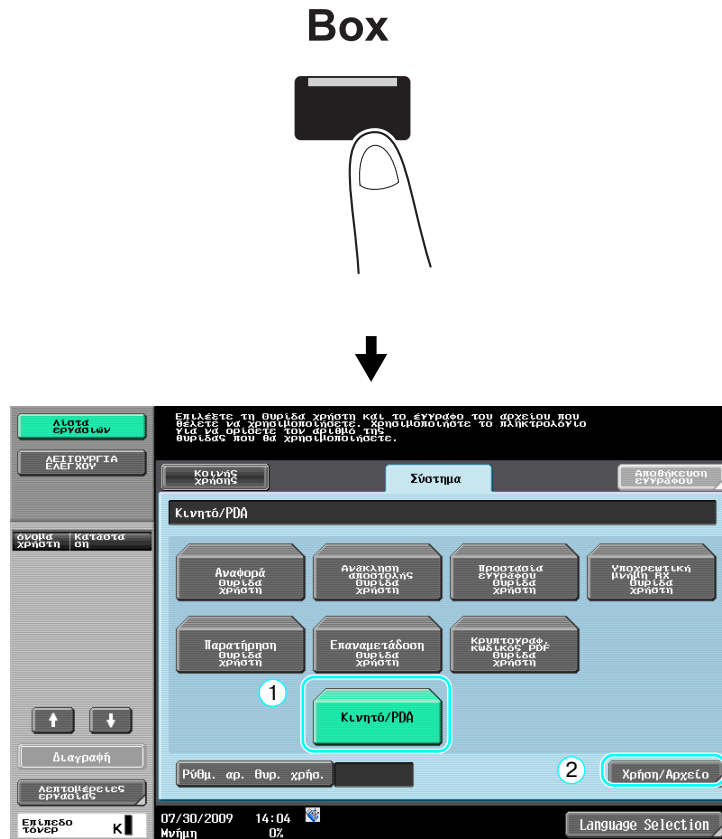 Box
Λίστα
εργασιών
ΛΕΙΤΟΥΡΓΙΑ
ΕΛΕΓΧΟΥ
Επιλέξτε τη θυρίδα χρήστη και το έγγραφο του αρχείου που
θέλετε να χρησιμοποιήσετε. Χρησιμοποιήστε το πληκτρολόγιο
για να ορίσετε τον αριθμό της
θυρίδας που θα χρησιμοποιήσετε.
Κοινής
χρήσης
Σύστημα
Αποθήκευση
εγγράφου
Κινητό/PDA
όνομα
χρήστη
Κατάστα
ση
Αναφορά
θυρίδα
χρήστη
Ανάκληση
αποστολής
θυρίδα
χρήστη
Προστασία
εγγράφου
θυρίδα
χρήστη
Υποχρεωτική
μνήμη RX
θυρίδα
χρήστη
Παρατήρηση
θυρίδα
χρήστη
Επαναμετάδοση
θυρίδα
χρήστη
Κρυπτογραφ.
κωδικός PDF
θυρίδα
χρήστη
1
Κινητό/PDA
Διαγραφή
Λεπτομέρειες
εργασίας
Ρύθμ. αρ. θυρ. χρήσ.
2
Χρήση/Αρχείο
Επίπεδο
τόνερ
K
07/30/2009 14:04
Μνήμη 0%
Language Selection